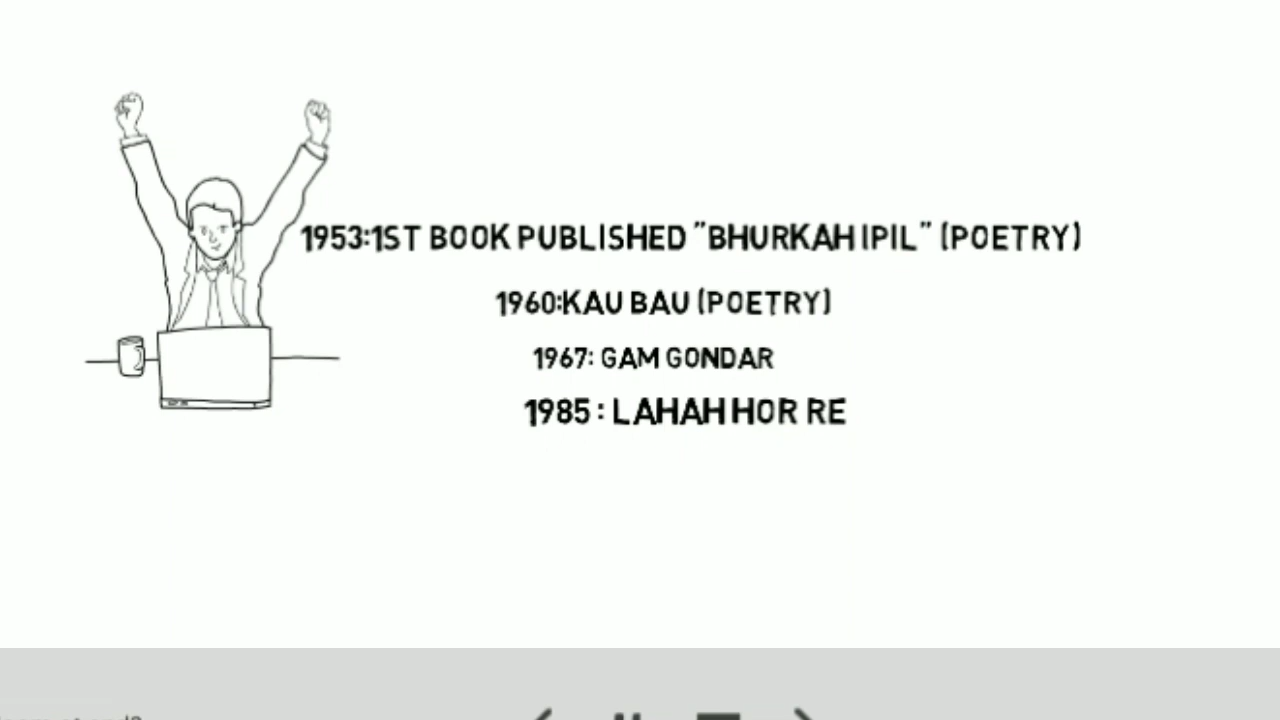 1953:1ST BOOK PUBLISHED "BHURKAH IPIL" (POETRY)
1960:KAU BAU (POETRY)
1967: GAM GONDAR
1985 : LAHAH HOR RE